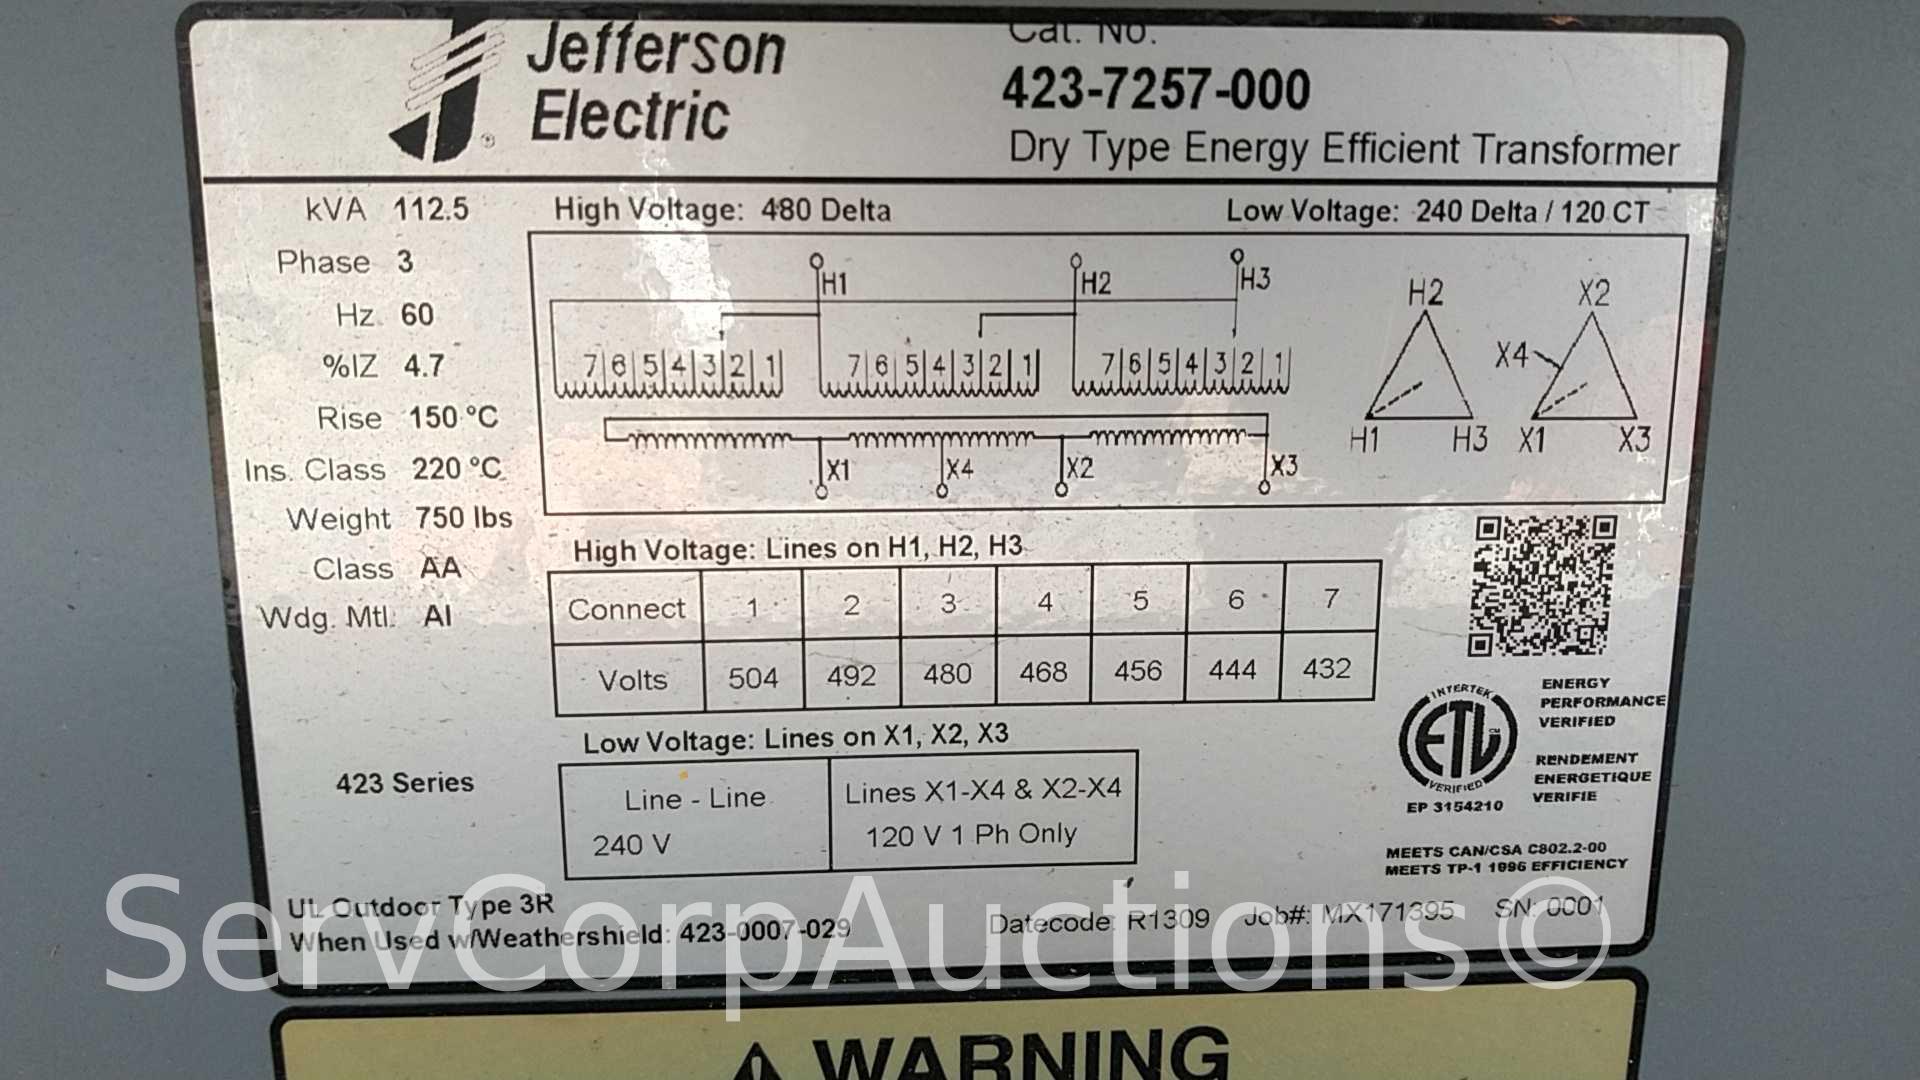 Jefferson
Electric
®
Cat. No.
423-7257-000
Dry Type Energy Efficient Transformer
kVA 112.5
Phase 3
Hz 60
%IZ 4.7
Rise 150 °C
Ins. Class 220 °C
Weight 750 lbs
Class AA
Wdg. Mtl. Al
423 Series
High Voltage: 480 Delta
Low Voltage: 240 Delta / 120 CT
H1 H2 H3
7 6 5 4 3 2 1 7 6 5 4 3 2 1 7 6 5 4 3 2 1
X1 X4 X2 X3
H2
H1 H3
X2
X4
X1 X3
High Voltage: Lines on H1, H2, H3
Connect 1 2 3 4 5 6 7
Volts 504 492 480 468 456 444 432
Low Voltage: Lines on X1, X2, X3
Line - Line
240 V
Lines X1-X4 & X2-X4
120 V 1 Ph Only
INTERTEK
ETL
CM
VERIFIED
EP 3154210
ENERGY
PERFORMANCE
VERIFIED
RENDEMENT
ENERGETIQUE
VERIFIE
MEETS CAN/CSA C802.2-00
MEETS TP-1 1996 EFFICIENCY
UL Outdoor Type 3R
When Used w/Weathershield: 423-0007-029
Datecode: R1309 Job#: MX171395 SN: 0001
ServCorpAuctions ©
WARNING